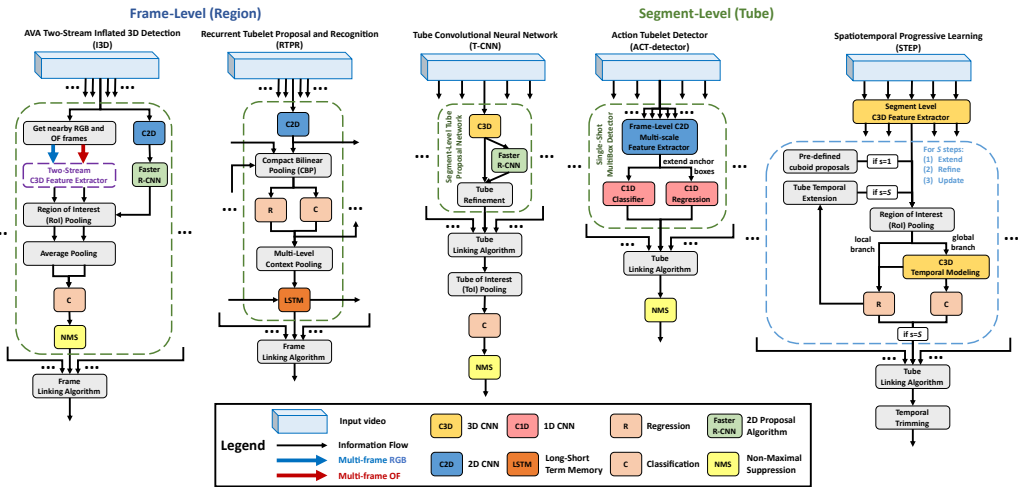 Frame-Level (Region)
Segment-Level (Tube)
AVA Two-Stream Inflated 3D Detection
(I3D)
Get nearby RGB and
OF frames
C2D
Two-Stream
C3D Feature Extractor
Faster
R-CNN
Region of Interest
(RoI) Pooling
Average Pooling
C
NMS
Frame
Linking Algorithm
Recurrent Tubelet Proposal and Recognition
(RTPR)
C2D
Compact Bilinear
Pooling (CBP)
R
C
Multi-Level
Context Pooling
LSTM
Frame
Linking Algorithm
Tube Convolutional Neural Network
(T-CNN)
Segment-Level Tube
Proposal Network
C3D
Faster
R-CNN
Tube
Refinement
Tube
Linking Algorithm
Tube of Interest
(ToI) Pooling
C
NMS
Action Tubelet Detector
(ACT-detector)
Single-Shot
MultiBox Detector
Frame-Level C2D
Multi-scale
Feature Extractor
extend anchor
boxes
C1D
Classifier
C1D
Regression
Tube
Linking Algorithm
NMS
Spatiotemporal Progressive Learning
(STEP)
Segment Level
C3D Feature Extractor
For S steps:
(1) Extend
(2) Refine
(3) Update
Pre-defined
cuboid proposals
if s=1
Tube Temporal
Extension
if s=S
Region of Interest
(RoI) Pooling
local
branch
global
branch
C3D
Temporal Modeling
R
C
if s=S
Tube
Linking Algorithm
Temporal
Trimming
Legend
Input video
Information Flow
Multi-frame RGB
Multi-frame OF
C3D
3D CNN
C1D
1D CNN
R
Regression
Faster
R-CNN
2D Proposal
Algorithm
C2D
2D CNN
LSTM
Long-Short
Term Memory
C
Classification
NMS
Non-Maximal
Suppression